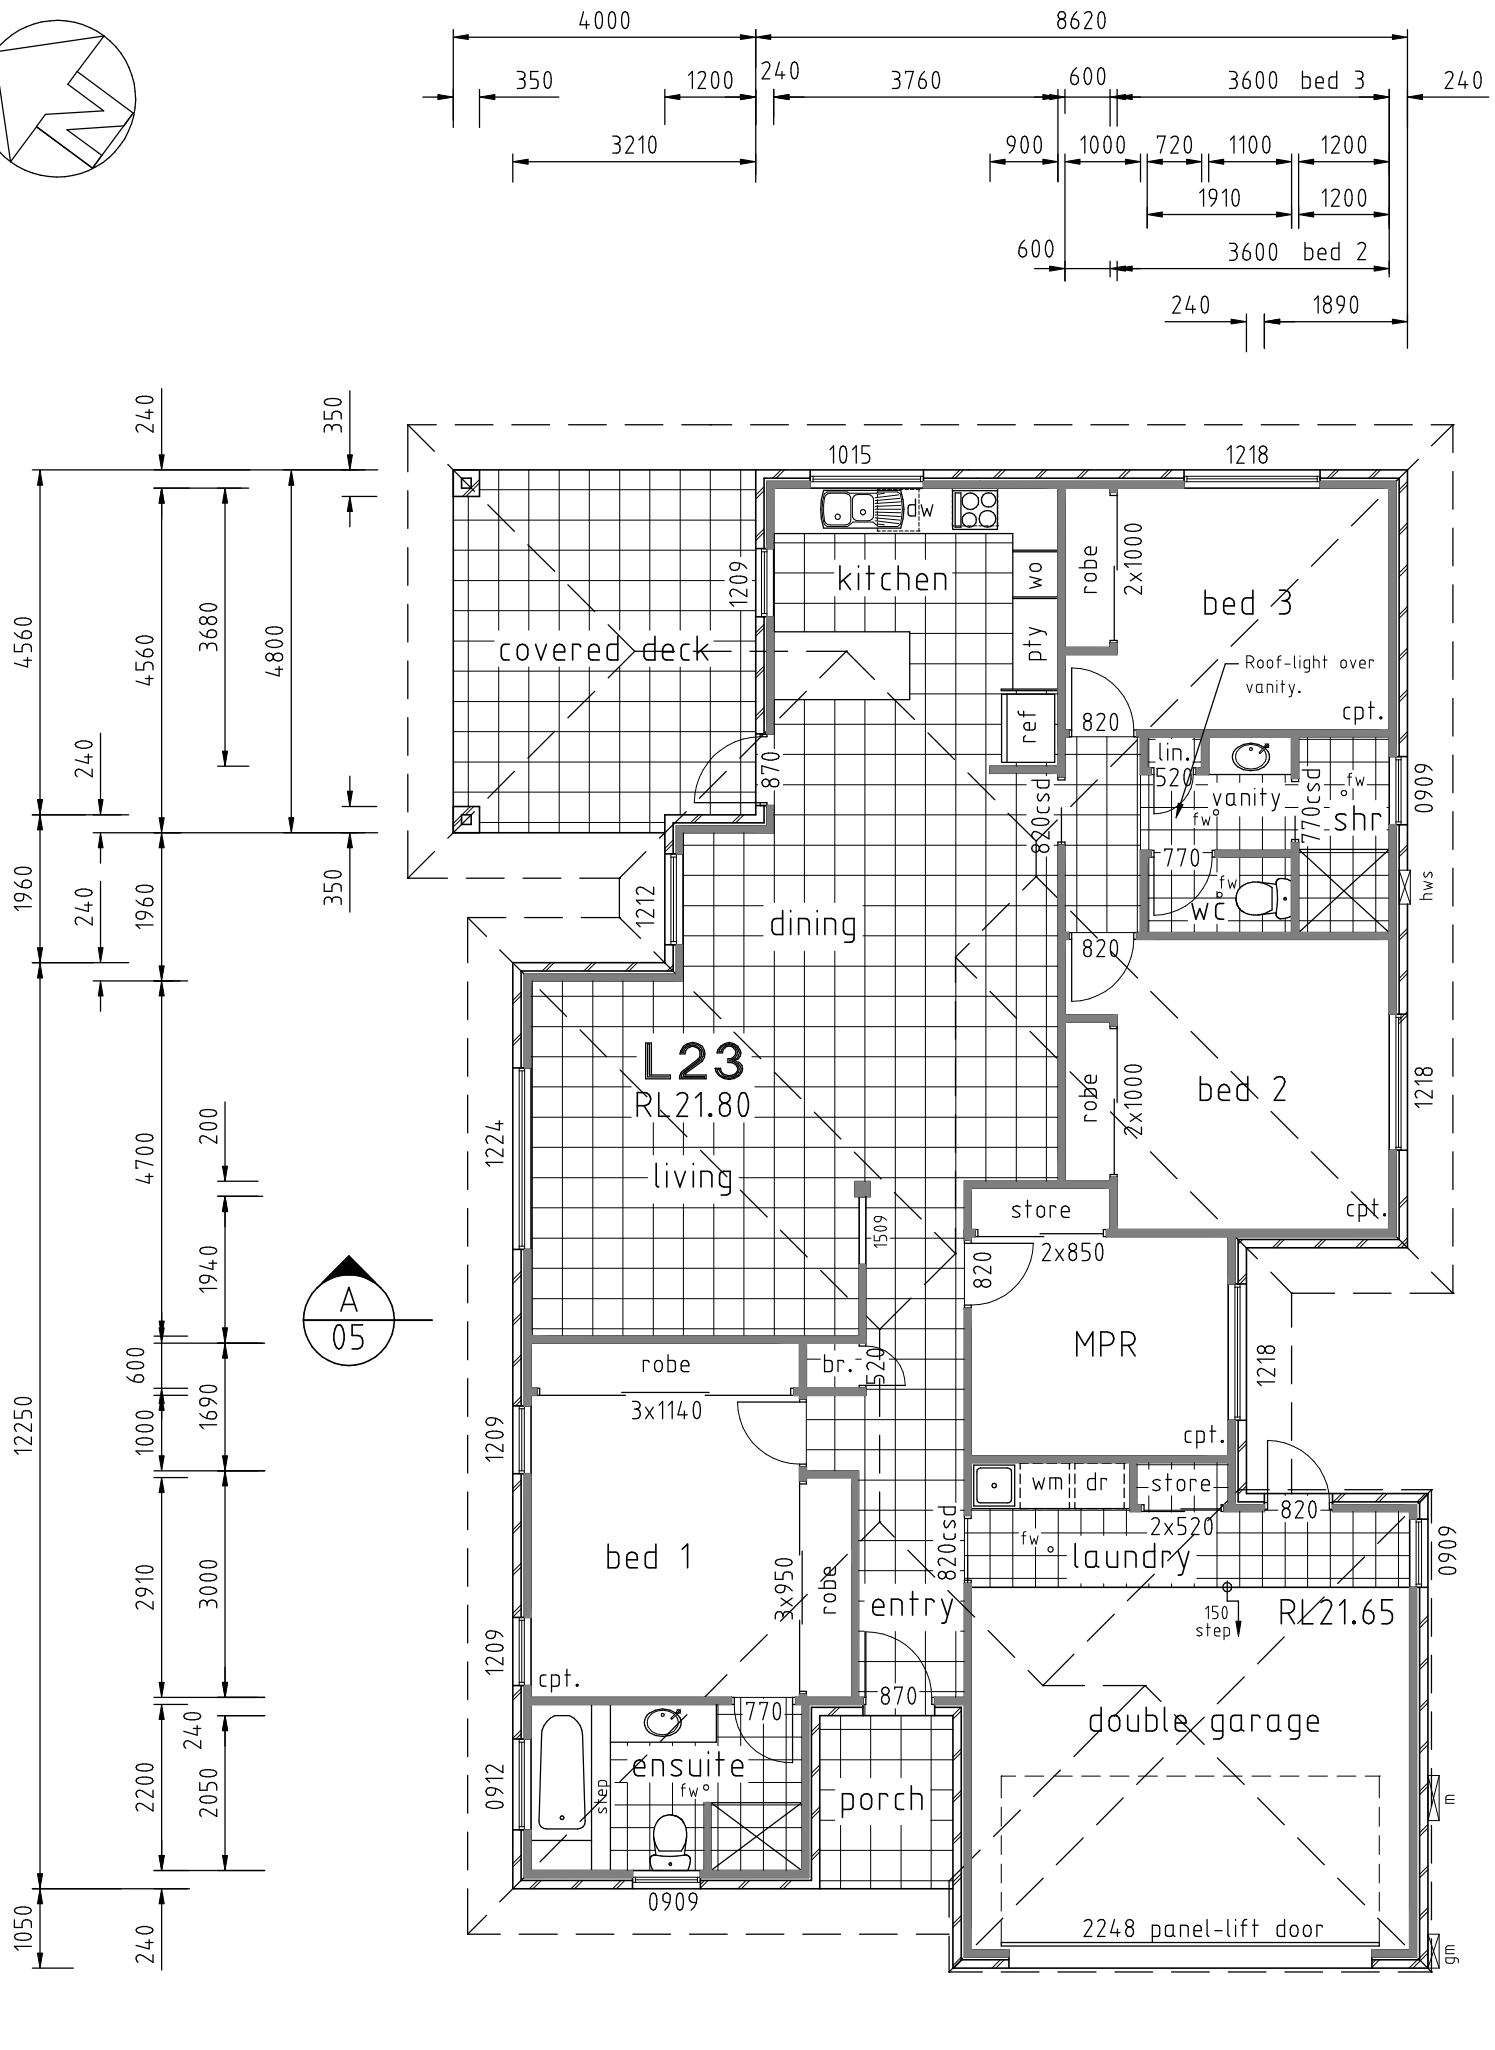 4000
8620
350
1200
240
3760
600
3600 bed 3
240
3210
900
1000
720
1100
1200
1910
1200
600
3600 bed 2
240
1890
N
240
350
4560
4560
3680
4800
240
1960
240
1960
350
12250
4700
200
1940
600
1000
1690
2910
3000
2200
240
2050
1050
240
A
05
1015
1218
dw
1209
kitchen
wo
robe
2x1000
bed 3
covered deck
pty
Roof-light over
vanity.
ref
820
cpt.
870
lin.
520
820csd
vanity
fw
770csd
fw
shr
0909
770
fw
wc
hws
1212
dining
820
L23
RL21.80
robe
2x1000
bed 2
1218
1224
living
cpt.
store
1509
820
2x850
MPR
1218
robe
br.
520
3x1140
cpt.
1209
wm
dr
store
820
2x520
820csd
fw
laundry
0909
bed 1
3x950
robe
entry
150
step
RL21.65
1209
cpt.
870
770
double garage
ensuite
fw
step
0912
porch
m
0909
2248 panel-lift door
gm